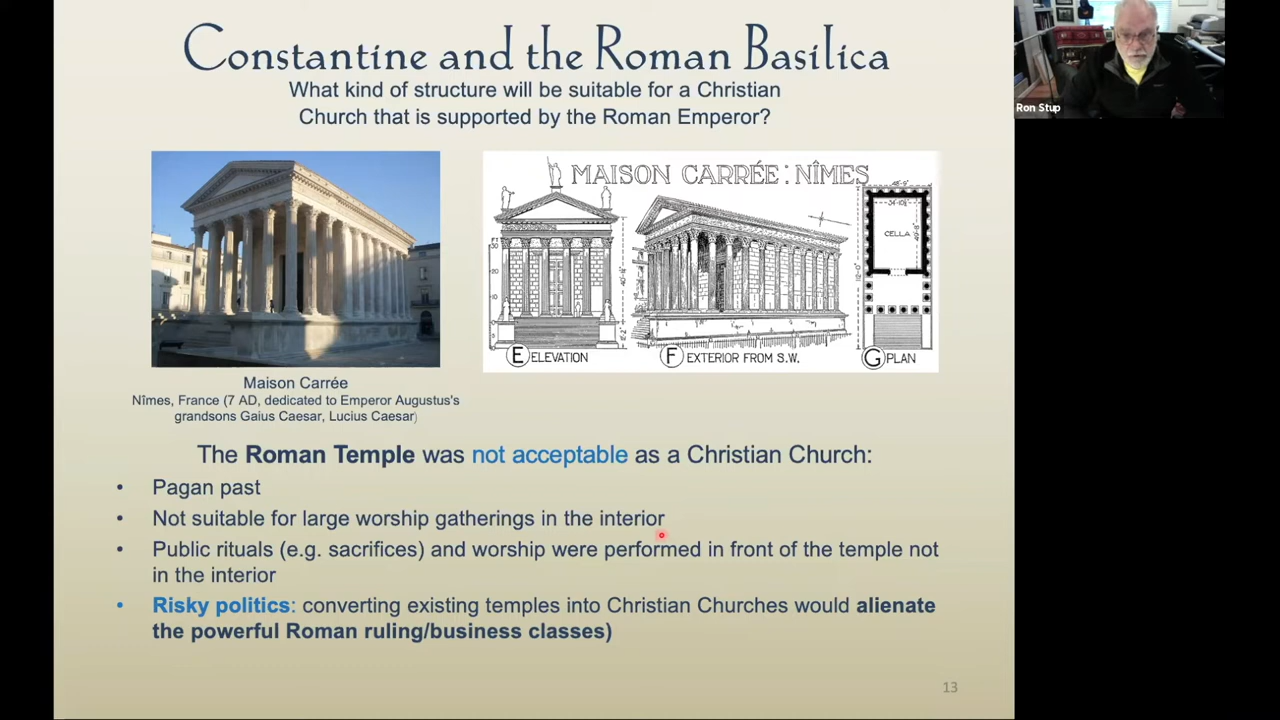 Constantine and the Roman Basilica
What kind of structure will be suitable for a Christian
Church that is supported by the Roman Emperor?
Ron Stup
MAISON CARRÉE : NÎMES
CELLA
E ELEVATION
F EXTERIOR FROM S.W.
G PLAN
Maison Carrée
Nîmes, France (7 AD, dedicated to Emperor Augustus's
grandsons Gaius Caesar, Lucius Caesar)
The Roman Temple was not acceptable as a Christian Church:
• Pagan past
• Not suitable for large worship gatherings in the interior
• Public rituals (e.g. sacrifices) and worship were performed in front of the temple not
in the interior
• Risky politics: converting existing temples into Christian Churches would alienate
the powerful Roman ruling/business classes)
13